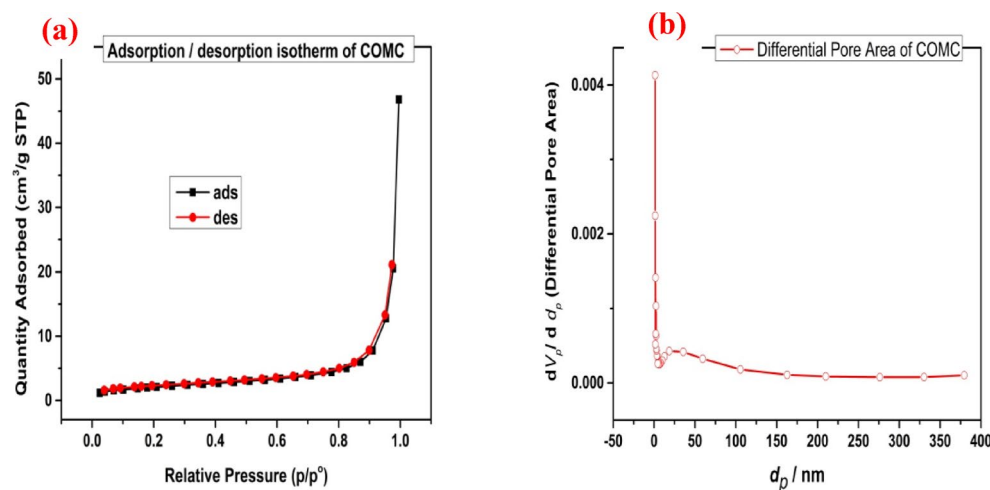 (a)
Adsorption / desorption isotherm of COMC
Quantity Adsorbed (cm³/g STP)
50
40
30
20
10
0
ads
des
0.0 0.2 0.4 0.6 0.8 1.0
Relative Pressure (p/p°)
(b)
Differential Pore Area of COMC
dVₚ/ d dₚ (Differential Pore Area)
0.004
0.002
0.000
-50 0 50 100 150 200 250 300 350 400
dₚ / nm